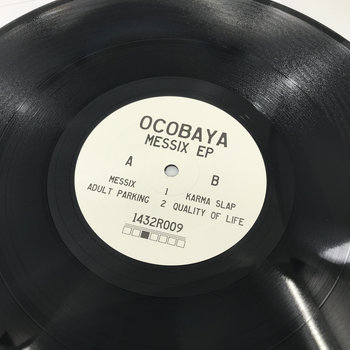 OCOBAYA
MESSIX EP
A B
MESSIX 1 KARMA SLAP
ADULT PARKING 2 QUALITY OF LIFE
1432R009